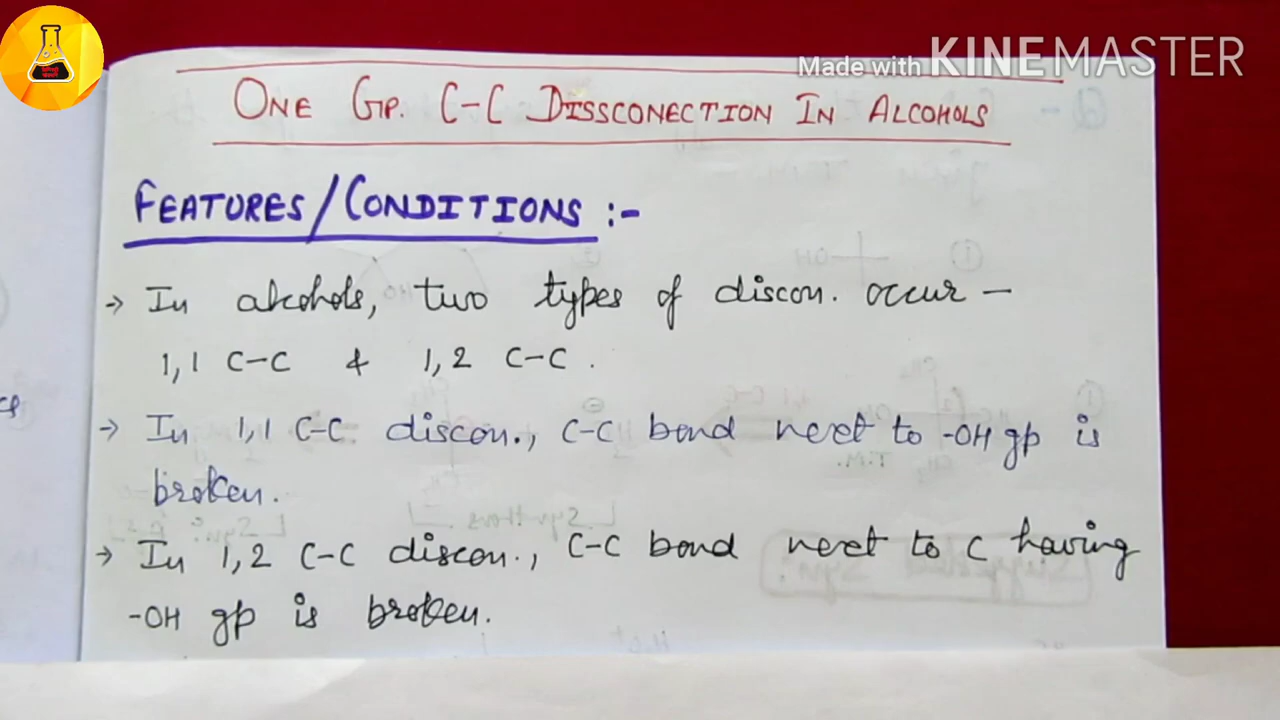 Made with KINEMASTER
ONE GP. C-C DISSCONECTION IN ALCOHOLS
FEATURES/CONDITIONS :-
→ In alcohols, two types of discon. occur -
1,1 C-C & 1,2 C-C.
→ In 1,1 C-C discon., C-C bond next to -OH gp is
broken.
→ In 1,2 C-C discon., C-C bond next to C having
-OH gp is broken.